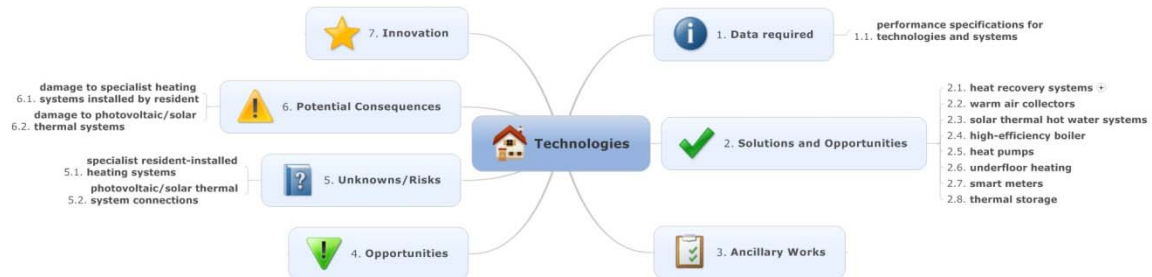 Technologies
1. Data required
performance specifications for
1.1. technologies and systems
2. Solutions and Opportunities
2.1. heat recovery systems
2.2. warm air collectors
2.3. solar thermal hot water systems
2.4. high-efficiency boiler
2.5. heat pumps
2.6. underfloor heating
2.7. smart meters
2.8. thermal storage
3. Ancillary Works
4. Opportunities
5. Unknowns/Risks
specialist resident-installed
5.1. heating systems
photovoltaic/solar thermal
5.2. system connections
6. Potential Consequences
damage to specialist heating
6.1. systems installed by resident
damage to photovoltaic/solar
6.2. thermal systems
7. Innovation